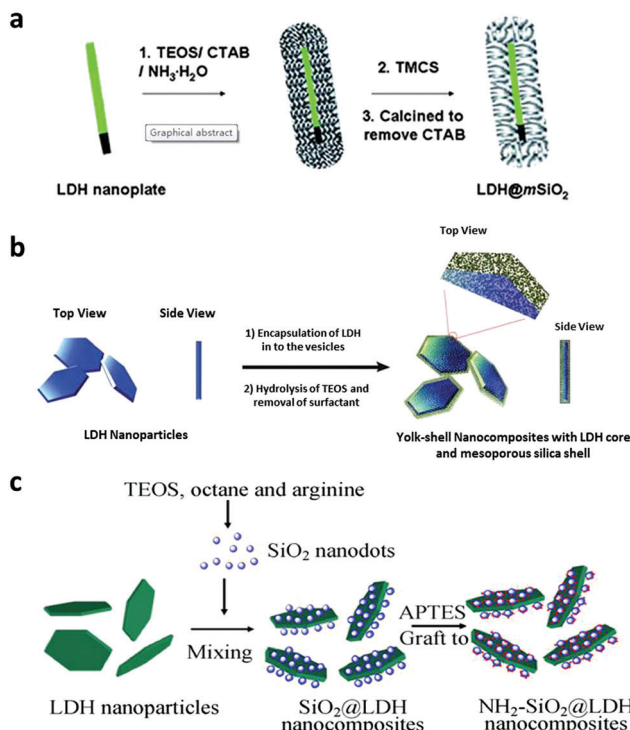 a
1. TEOS/ CTAB
/ NH₃·H₂O
Graphical abstract
2. TMCS
3. Calcined to
remove CTAB
LDH nanoplate
LDH@mSiO₂
b
Top View
Top View
Side View
1) Encapsulation of LDH
in to the vesicles
2) Hydrolysis of TEOS and
removal of surfactant
Side View
LDH Nanoparticles
Yolk-shell Nanocomposites with LDH core
and mesoporous silica shell
c
TEOS, octane and arginine
SiO₂ nanodots
Mixing
APTES
Graft to
LDH nanoparticles
SiO₂@LDH
nanocomposites
NH₂-SiO₂@LDH
nanocomposites